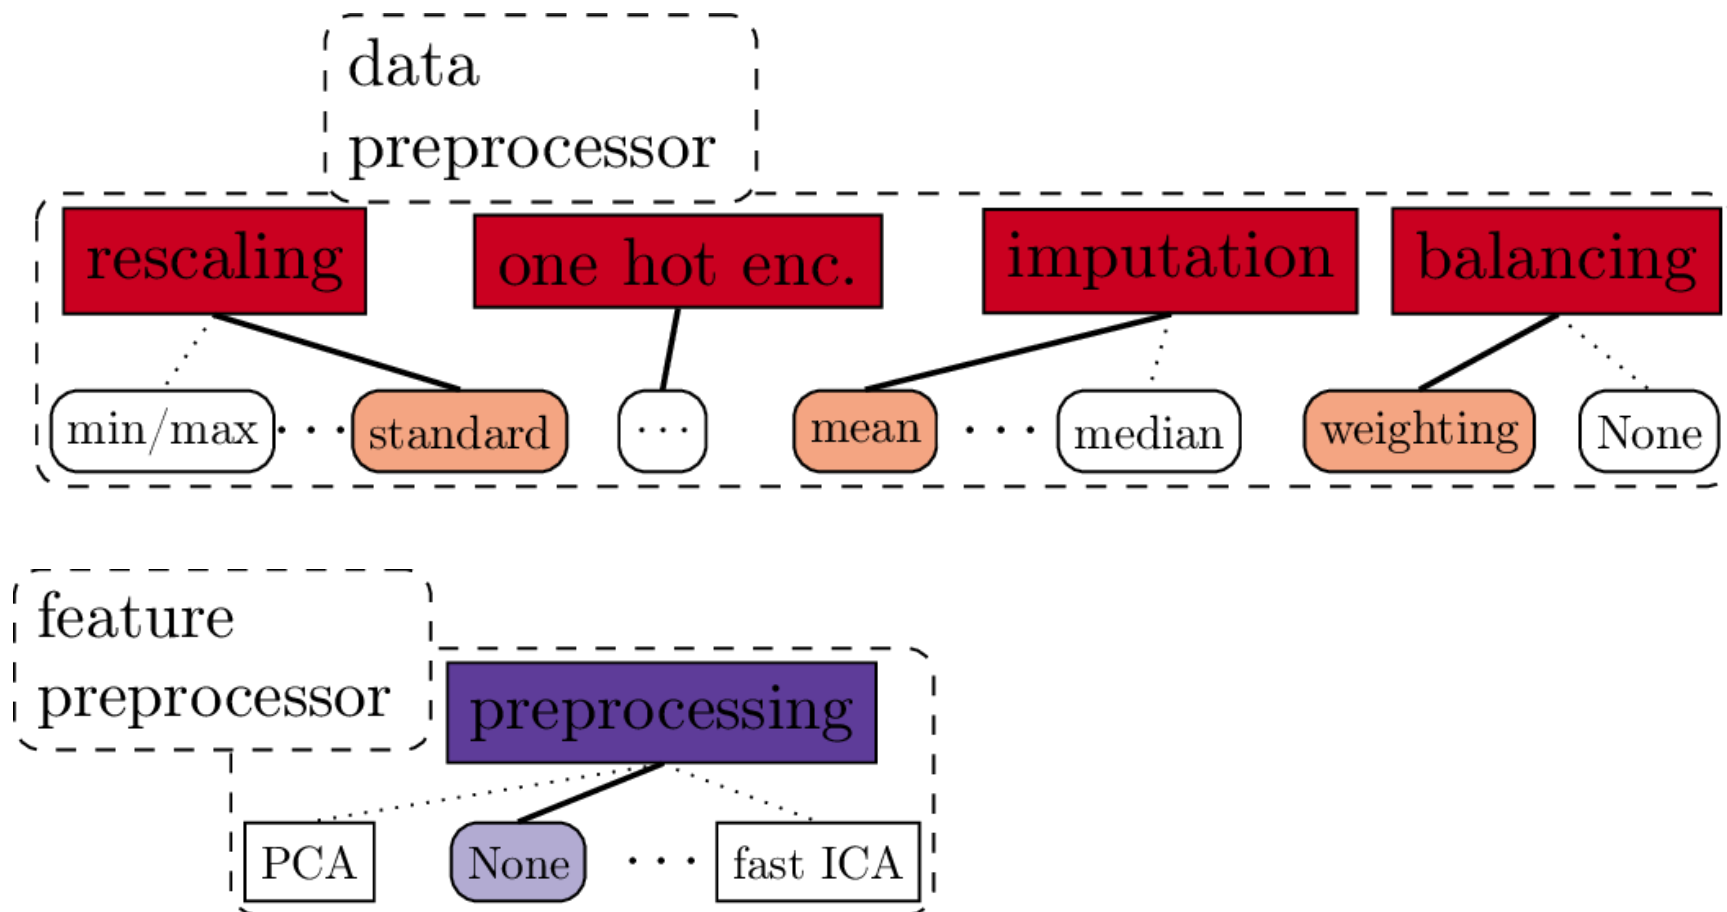 data
preprocessor
rescaling
one hot enc.
imputation
balancing
min/max
···
standard
···
mean
···
median
weighting
None
feature
preprocessor
preprocessing
PCA
None
···
fast ICA